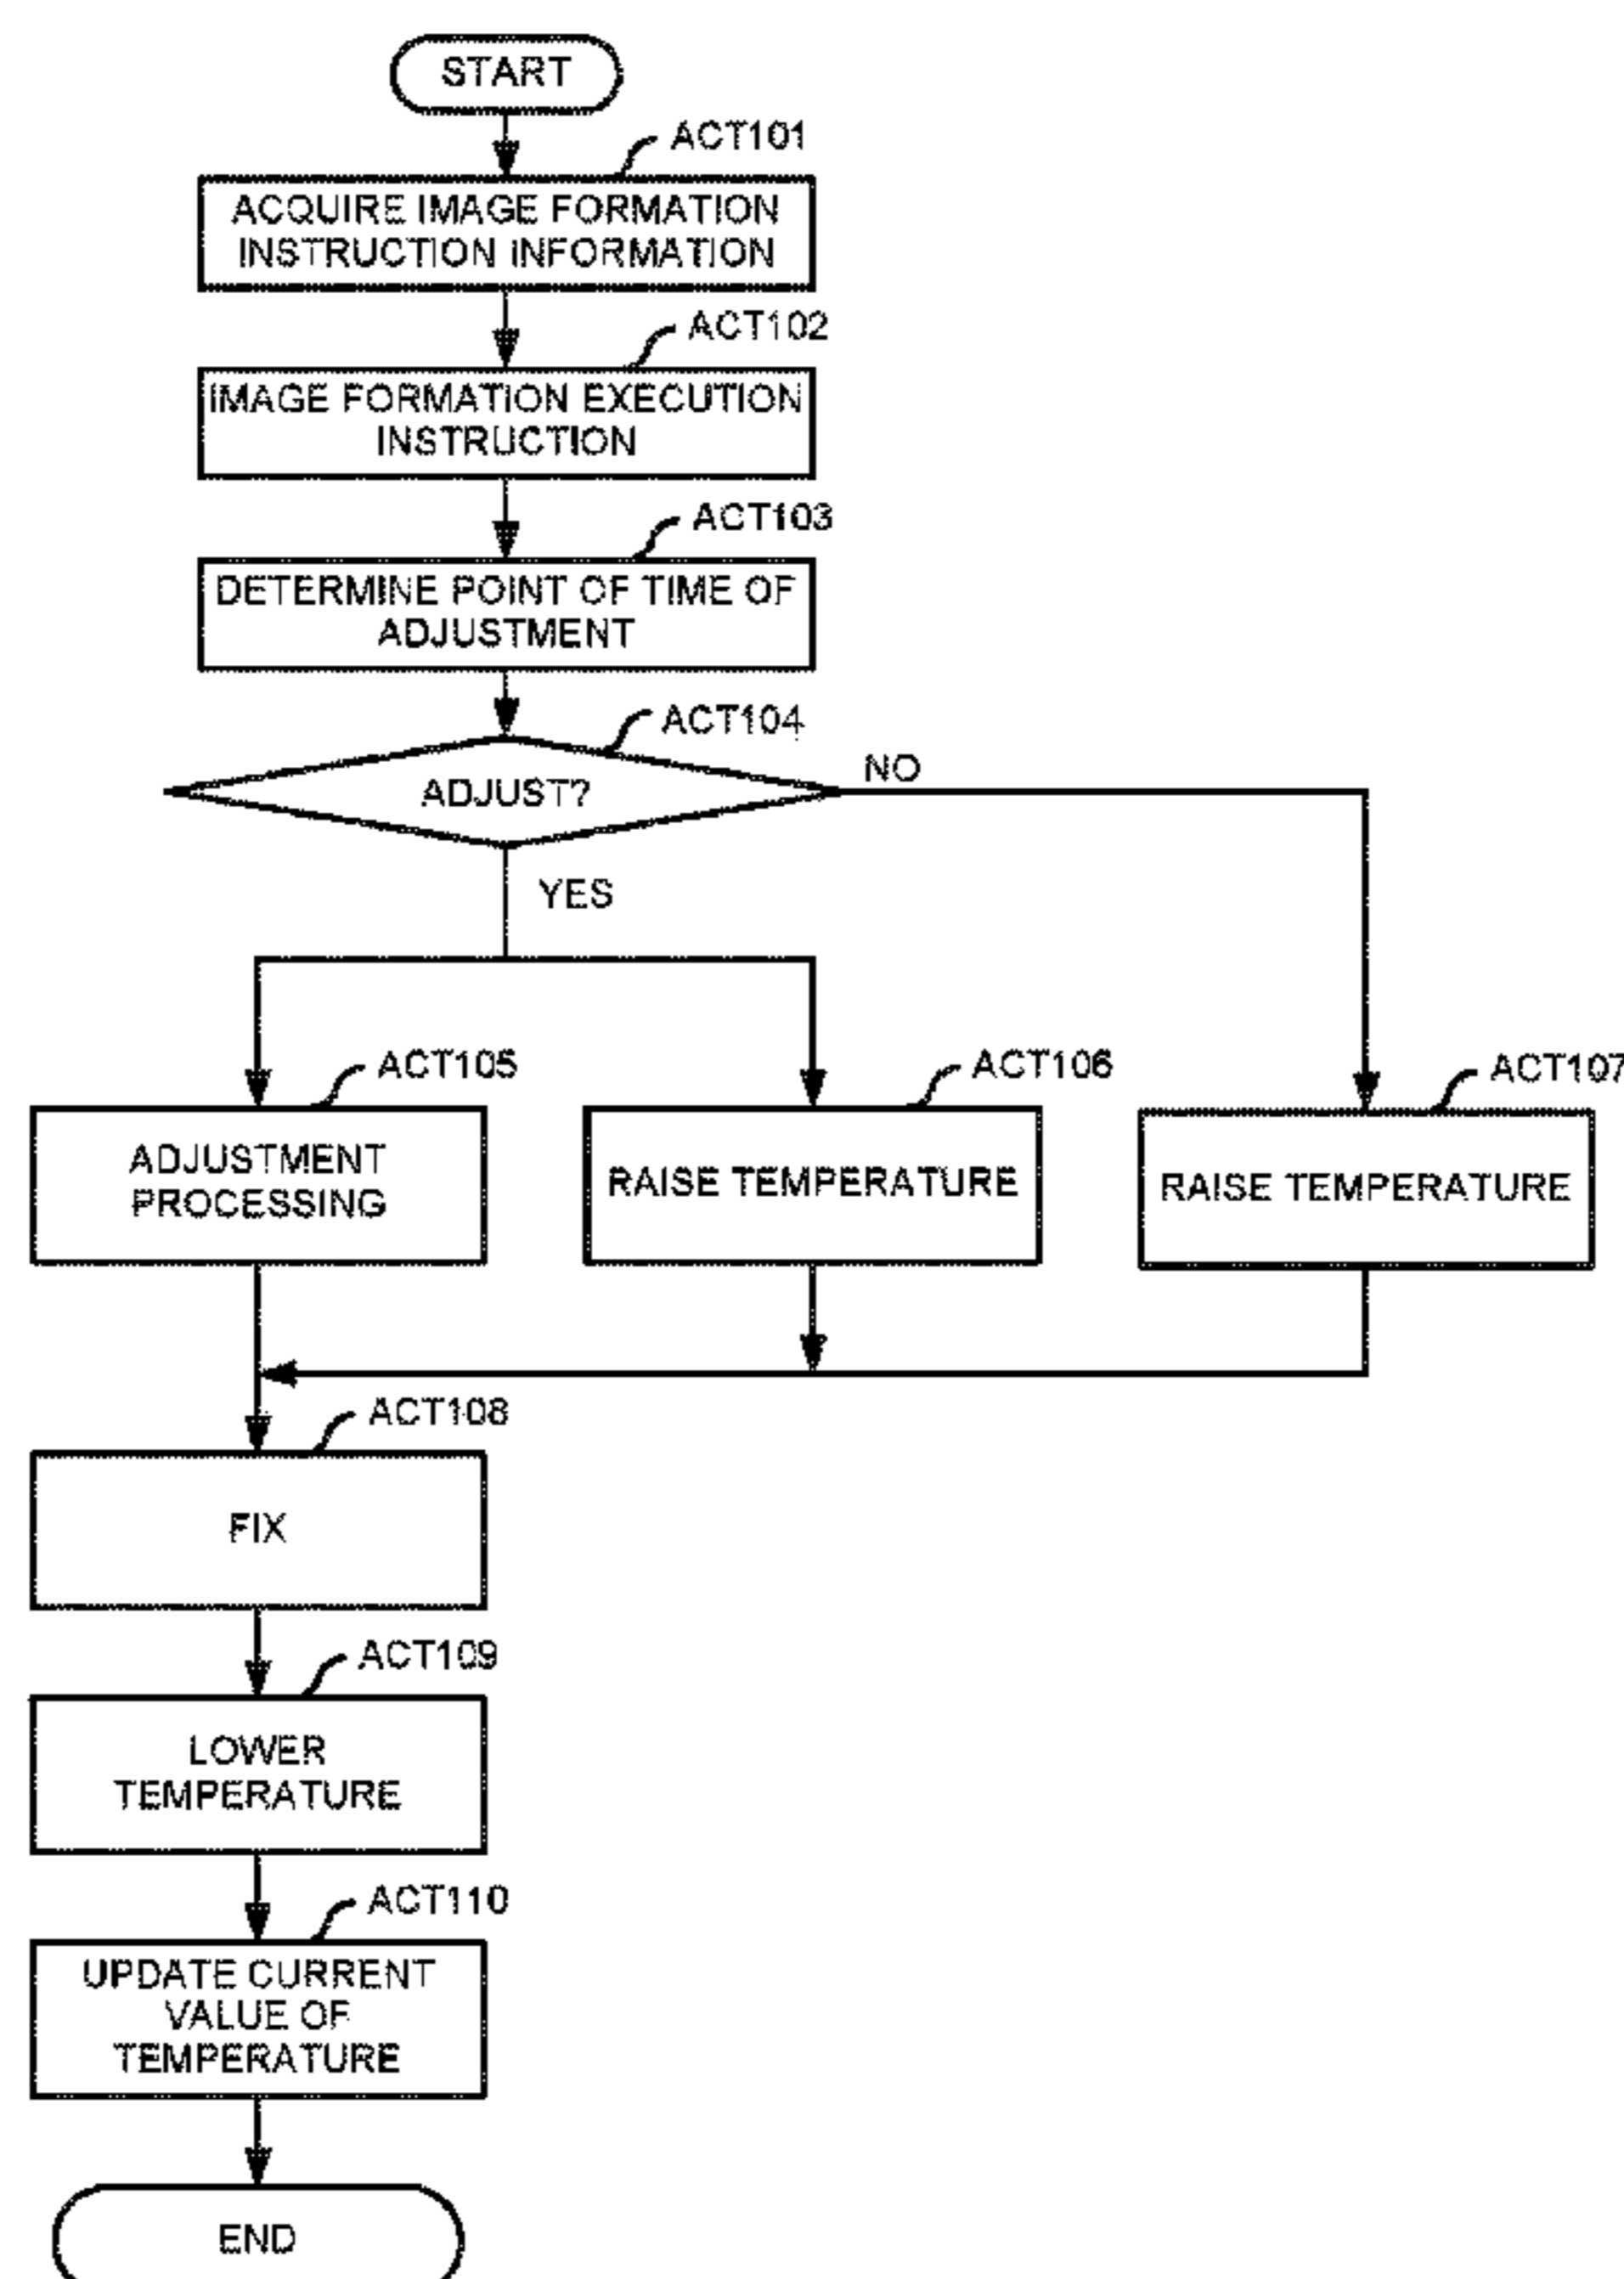 START
ACT101
ACQUIRE IMAGE FORMATION
INSTRUCTION INFORMATION
ACT102
IMAGE FORMATION EXECUTION
INSTRUCTION
ACT103
DETERMINE POINT OF TIME OF
ADJUSTMENT
ACT104
ADJUST?
NO
YES
ACT105
ADJUSTMENT
PROCESSING
ACT106
RAISE TEMPERATURE
ACT107
RAISE TEMPERATURE
ACT108
FIX
ACT109
LOWER
TEMPERATURE
ACT110
UPDATE CURRENT
VALUE OF
TEMPERATURE
END